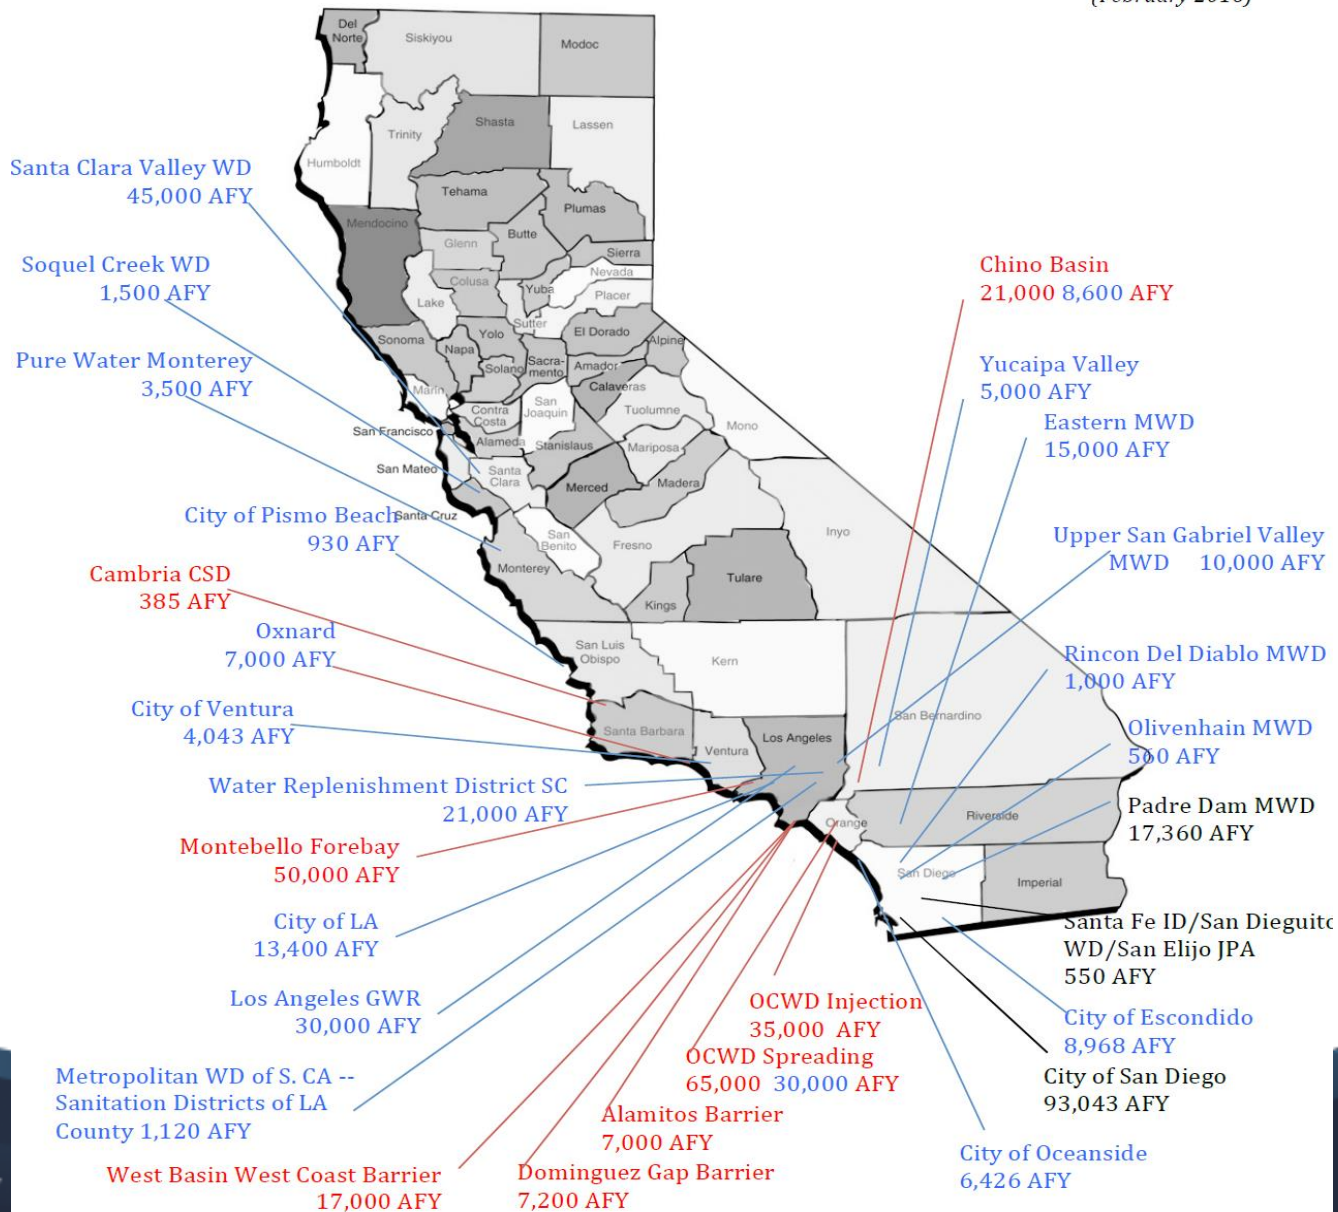 (February 2016)
Del
Norte
Siskiyou
Modoc
Shasta
Lassen
Trinity
Humboldt
Santa Clara Valley WD
45,000 AFY
Tehama
Plumas
Mendocino
Butte
Glenn
Sierra
Soquel Creek WD
1,500 AFY
Nevada
Colusa
Yuba
Placer
Lake
Sutter
Chino Basin
21,000 8,600 AFY
Pure Water Monterey
3,500 AFY
Sonoma
Yolo
El Dorado
Alpine
Napa
Solano
Sacra-
mento
Amador
Calaveras
Yucaipa Valley
5,000 AFY
Marin
Contra
Costa
San
Joaquin
Tuolumne
Mono
Eastern MWD
15,000 AFY
San Francisco
Alameda
Stanislaus
Mariposa
San Mateo
Santa
Clara
Merced
Madera
Santa Cruz
City of Pismo Beach
930 AFY
San
Benito
Fresno
Inyo
Upper San Gabriel Valley
MWD 10,000 AFY
Monterey
Tulare
Kings
Cambria CSD
385 AFY
Oxnard
7,000 AFY
San Luis
Obispo
Kern
Rincon Del Diablo MWD
1,000 AFY
City of Ventura
4,043 AFY
Santa Barbara
Ventura
Los Angeles
San Bernardino
Olivenhain MWD
560 AFY
Water Replenishment District SC
21,000 AFY
Padre Dam MWD
17,360 AFY
Orange
Riverside
Montebello Forebay
50,000 AFY
San Diego
Imperial
City of LA
13,400 AFY
Santa Fe ID/San Dieguito
WD/San Elijo JPA
550 AFY
Los Angeles GWR
30,000 AFY
OCWD Injection
35,000 AFY
City of Escondido
8,968 AFY
OCWD Spreading
65,000 30,000 AFY
Metropolitan WD of S. CA --
Sanitation Districts of LA
County 1,120 AFY
City of San Diego
93,043 AFY
Alamitos Barrier
7,000 AFY
City of Oceanside
6,426 AFY
West Basin West Coast Barrier
17,000 AFY
Dominguez Gap Barrier
7,200 AFY